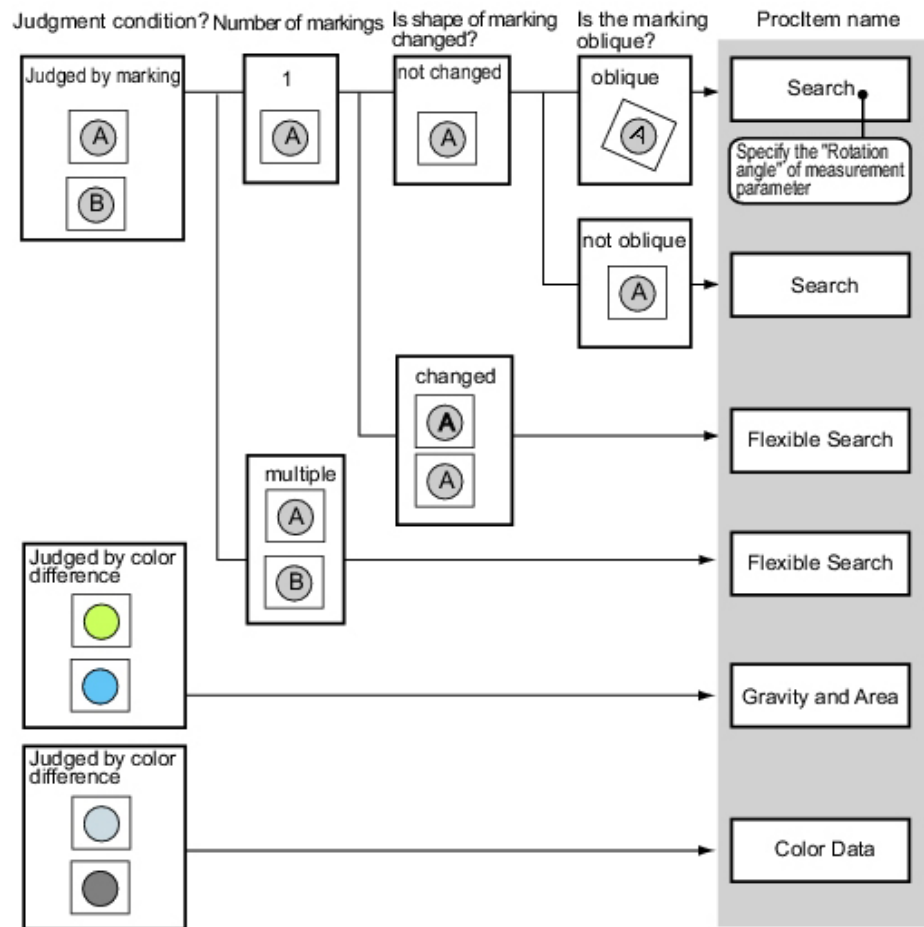 Judgment condition?
Number of markings
Is shape of marking
changed?
Is the marking
oblique?
ProcItem name
Judged by marking
A
B
1
A
not changed
A
oblique
A
Search
Specify the "Rotation
angle" of measurement
parameter
not oblique
A
Search
changed
A
A
Flexible Search
multiple
A
B
Flexible Search
Judged by color
difference
Gravity and Area
Judged by color
difference
Color Data